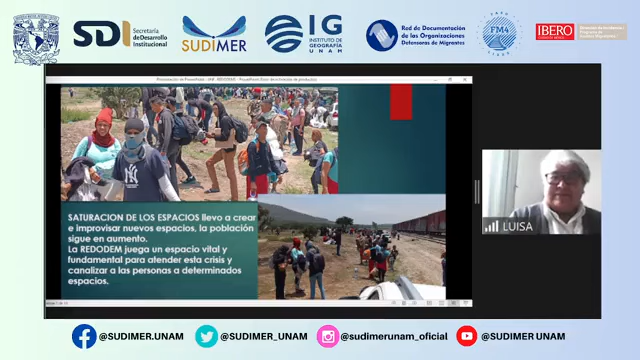 SDI
Secretaría
de Desarrollo
Institucional
SUDIMER
IG
INSTITUTO
DE GEOGRAFÍA
UNAM
Red de Documentación
de las Organizaciones
Defensoras de Migrantes
FM4
IBERO
SATURACION DE LOS ESPACIOS llevo a crear
e improvisar nuevos espacios, la población
sigue en aumento.
La REDODEM juega un espacio vital y
fundamental para atender esta crisis y
canalizar a las personas a determinados
espacios.
LUISA
@SUDIMER.UNAM
@SUDIMER_UNAM
@sudimerunam_oficial
@SUDIMER UNAM